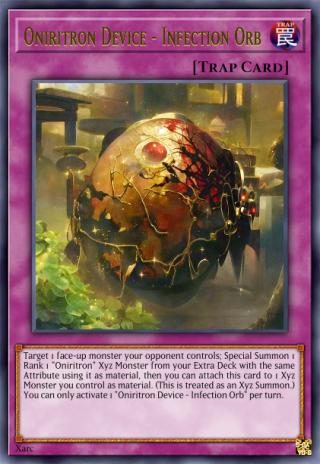 Oniritron Device - Infection Orb
TRAP
罠
[Trap Card]
Target 1 face-up monster your opponent controls; Special Summon 1
Rank 1 "Oniritron" Xyz Monster from your Extra Deck with the same
Attribute using it as material, then you can attach this card to 1 Xyz
Monster you control as material. (This is treated as an Xyz Summon.)
You can only activate 1 "Oniritron Device - Infection Orb" per turn.
Xarc